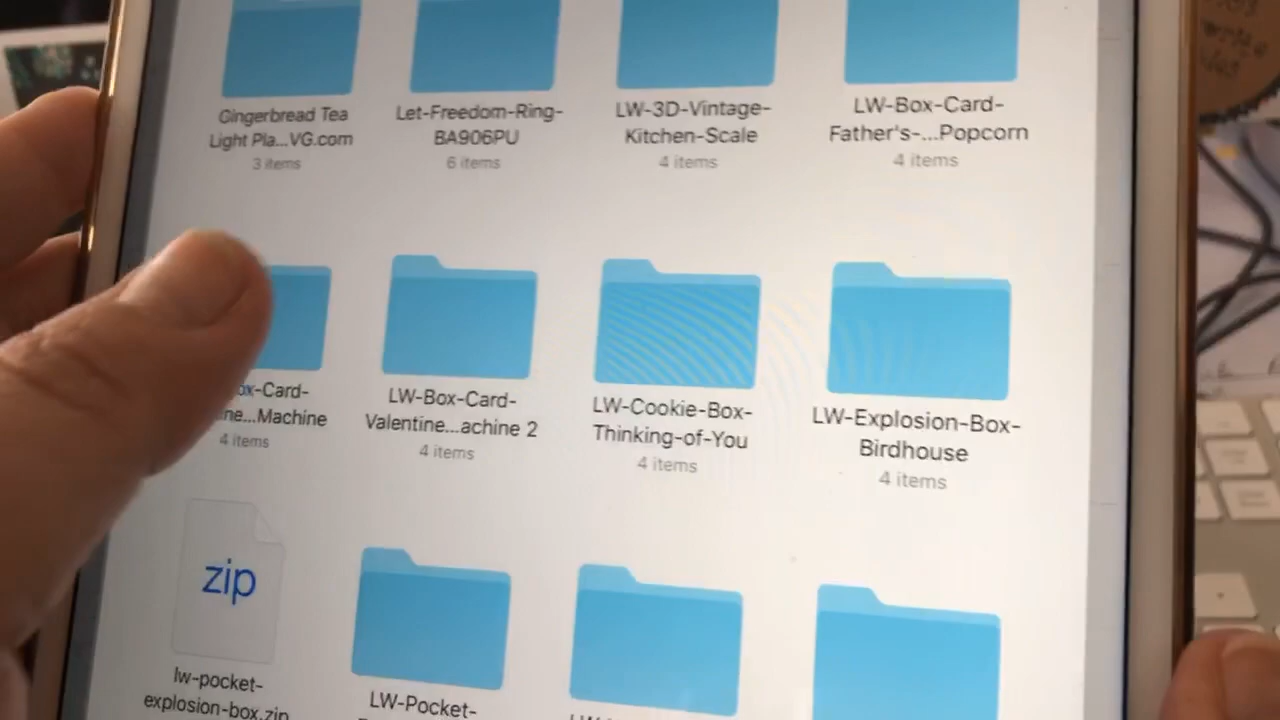 Gingerbread Tea
Light Pla...VG.com
3 items
Let-Freedom-Ring-
BA906PU
6 items
LW-3D-Vintage-
Kitchen-Scale
4 items
LW-Box-Card-
Father's-...Popcorn
4 items
ox-Card-
ne...Machine
4 items
LW-Box-Card-
Valentine...achine 2
4 items
LW-Cookie-Box-
Thinking-of-You
4 items
LW-Explosion-Box-
Birdhouse
4 items
zip
lw-pocket-
explosion-box.zip
LW-Pocket-